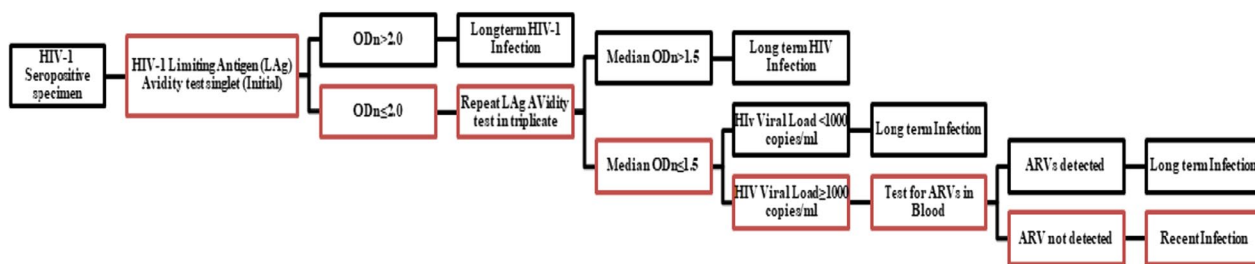 HIV-1
Seropositive
specimen
HIV-1 Limiting Antigen (LAg)
Avidity test singlet (Initial)
ODn>2.0
Longterm HIV-1
Infection
ODn≤2.0
Repeat LAg AVidity
test in triplicate
Median ODn>1.5
Long term HIV
Infection
Median ODn≤1.5
HIv Viral Load <1000
copies/ml
Long term Infection
HIV Viral Load≥1000
copies/ml
Test for ARVs in
Blood
ARVs detected
Long term Infection
ARV not detected
Recent Infection